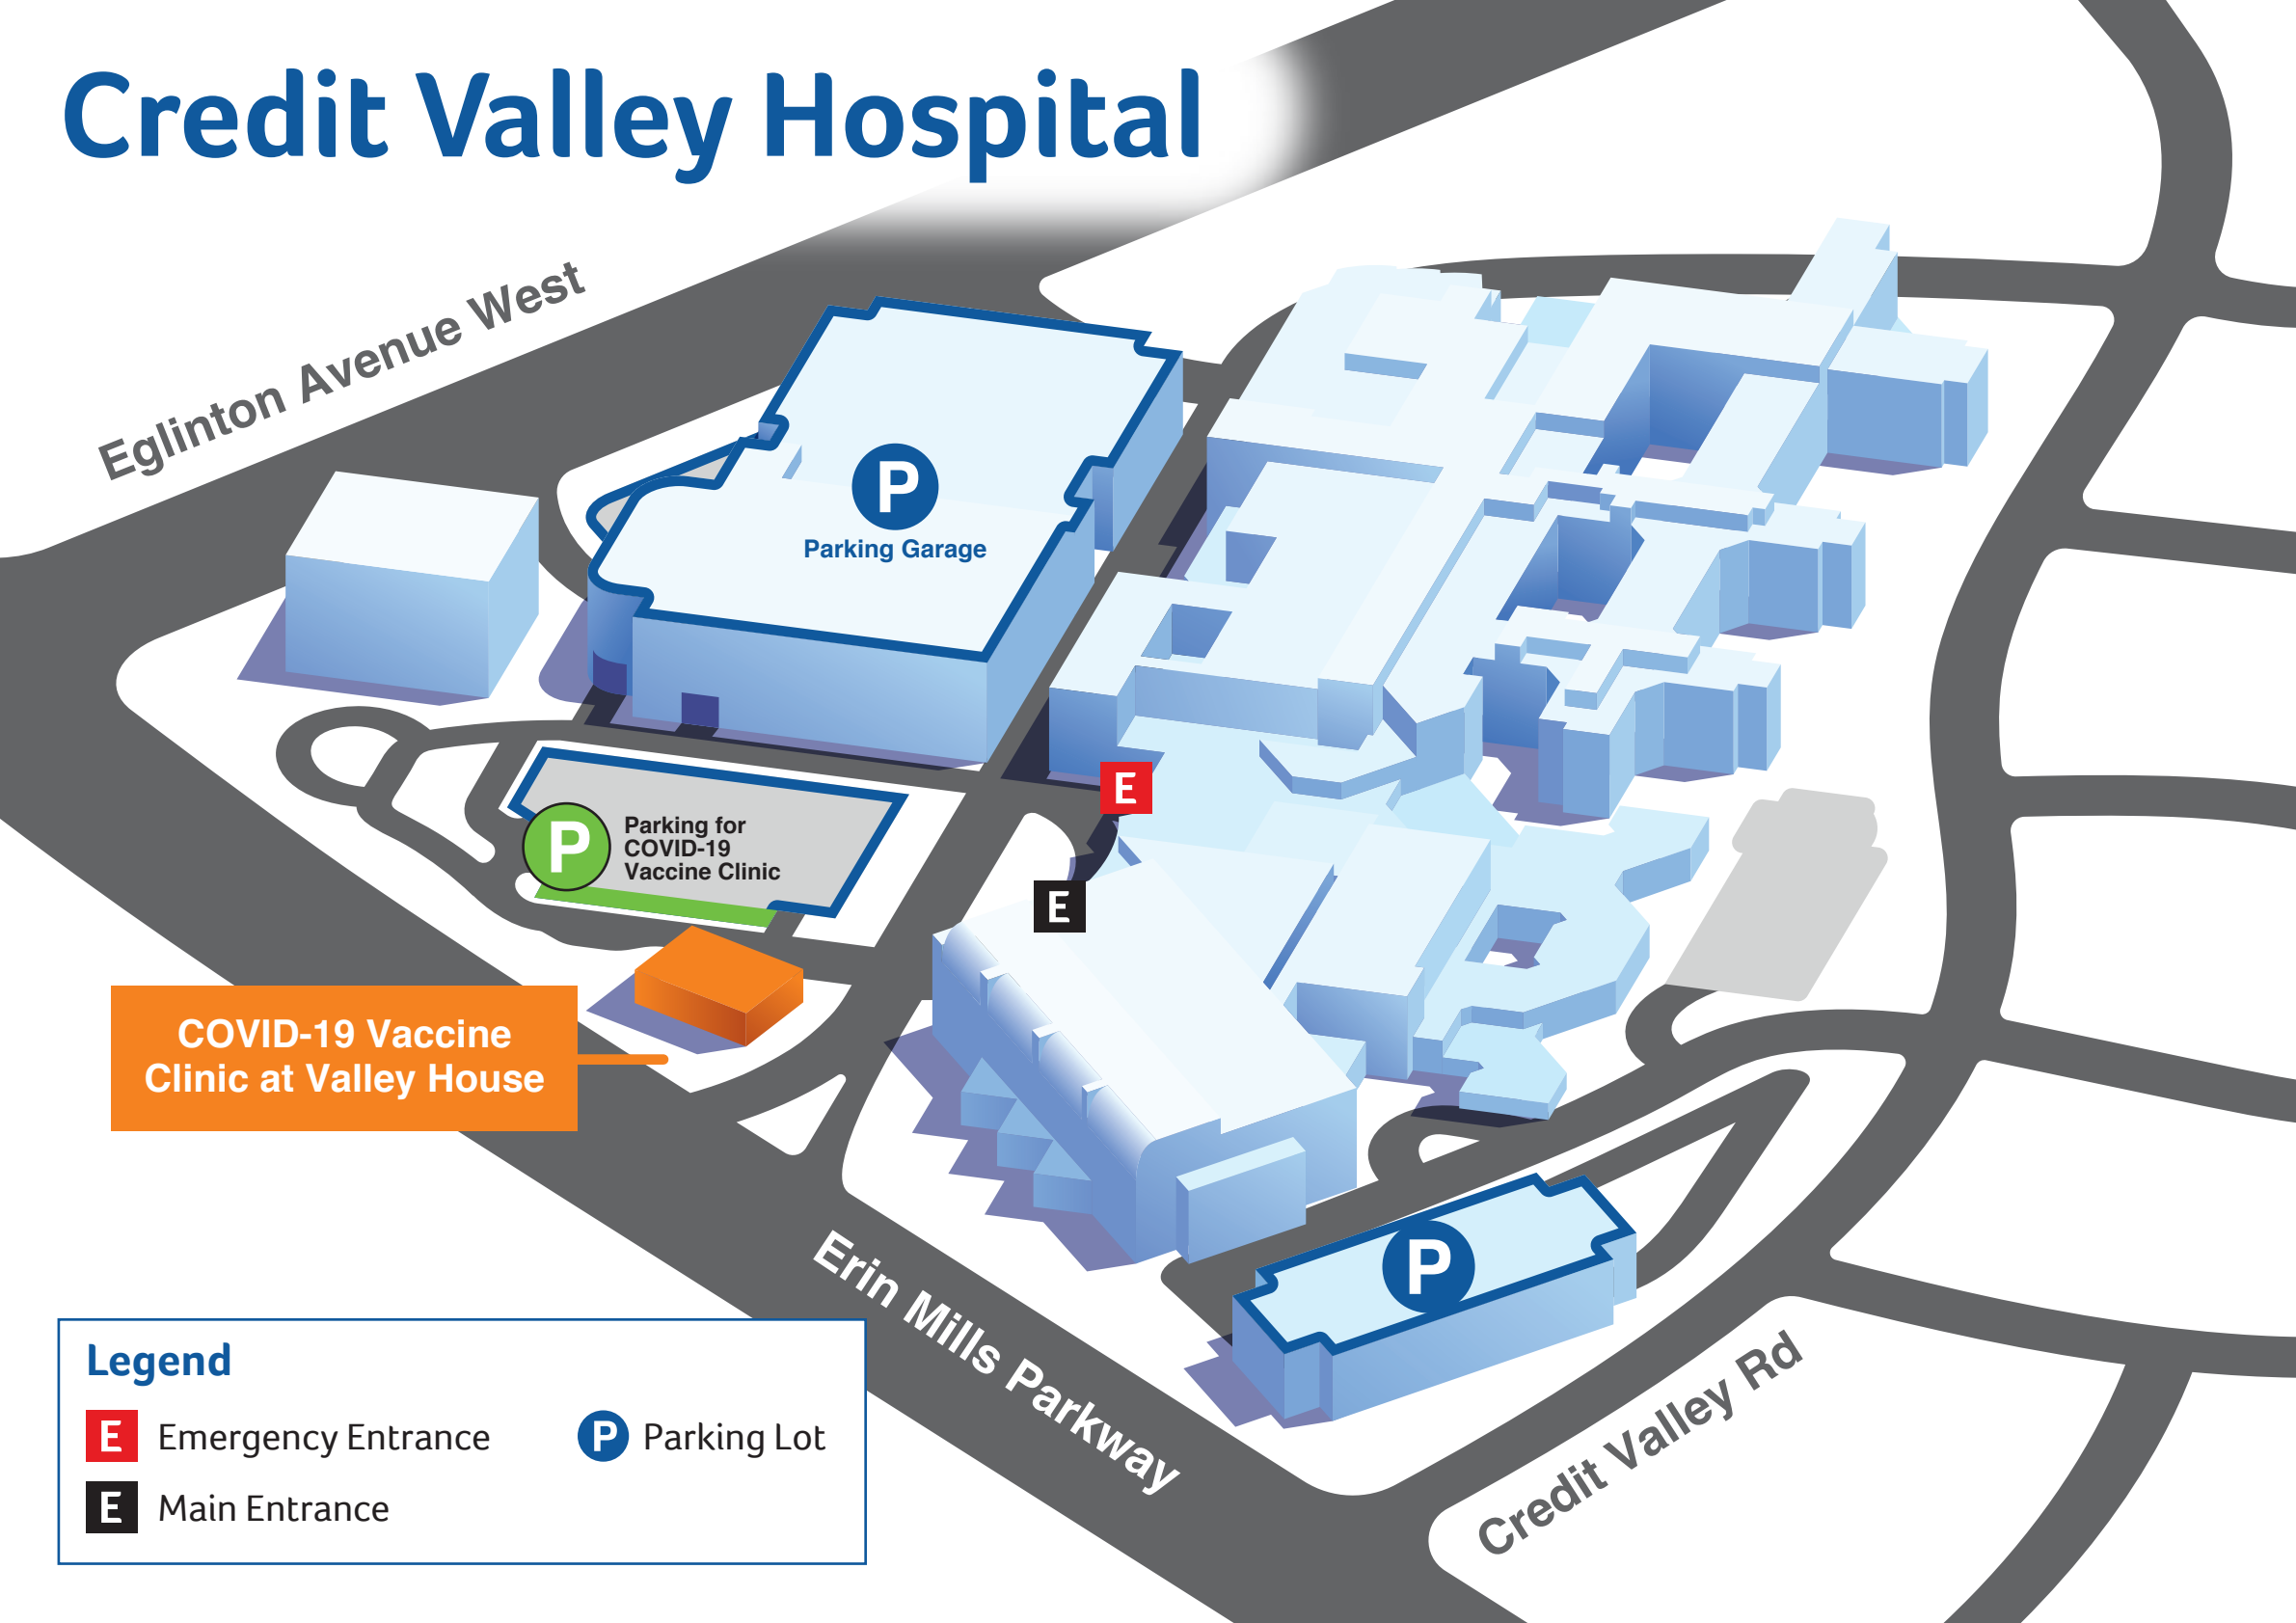 Credit Valley Hospital
Eglinton Avenue West
P
Parking Garage
E
P
Parking for
COVID-19
Vaccine Clinic
E
COVID-19 Vaccine
Clinic at Valley House
Erin Mills Parkway
P
Credit Valley Rd
Legend
E Emergency Entrance
P Parking Lot
E Main Entrance